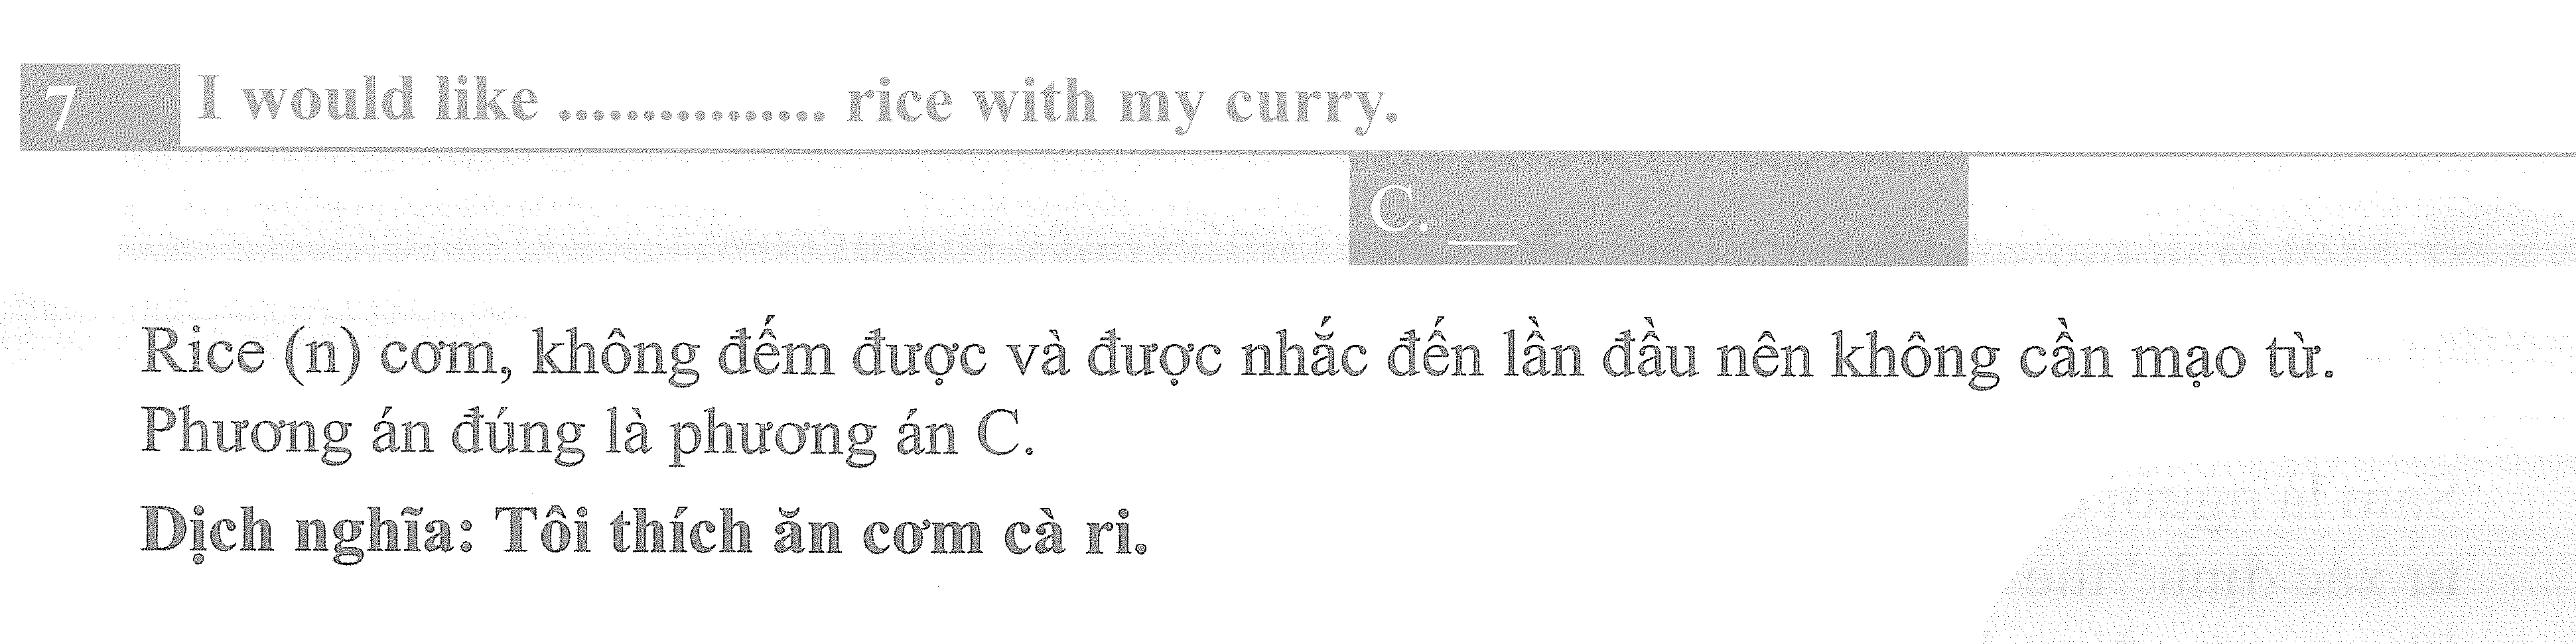 7 I would like ............... rice with my curry.
C. __
Rice (n) cơm, không đếm được và được nhắc đến lần đầu nên không cần mạo từ.
Phương án đúng là phương án C.
Dịch nghĩa: Tôi thích ăn cơm cà ri.